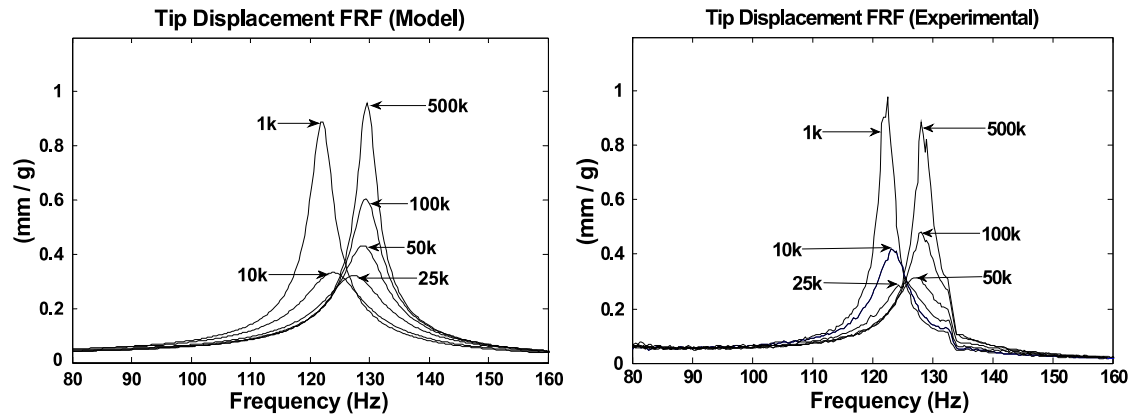 Tip Displacement FRF (Model)
1
0.8
0.6
0.4
0.2
0
(mm / g)
1k
500k
100k
50k
10k
25k
80 90 100 110 120 130 140 150 160
Frequency (Hz)
Tip Displacement FRF (Experimental)
1
0.8
0.6
0.4
0.2
0
(mm / g)
1k
500k
100k
10k
25k
50k
80 90 100 110 120 130 140 150 160
Frequency (Hz)